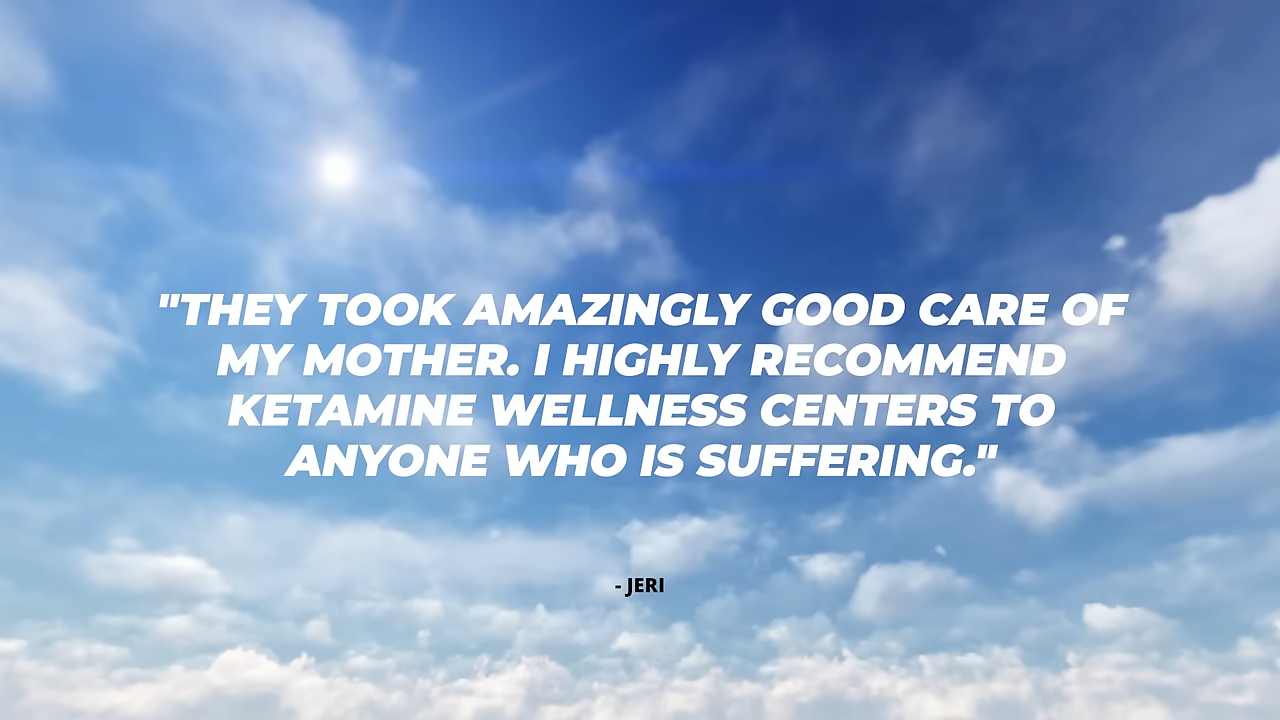 "THEY TOOK AMAZINGLY GOOD CARE OF
MY MOTHER. I HIGHLY RECOMMEND
KETAMINE WELLNESS CENTERS TO
ANYONE WHO IS SUFFERING."
- JERI